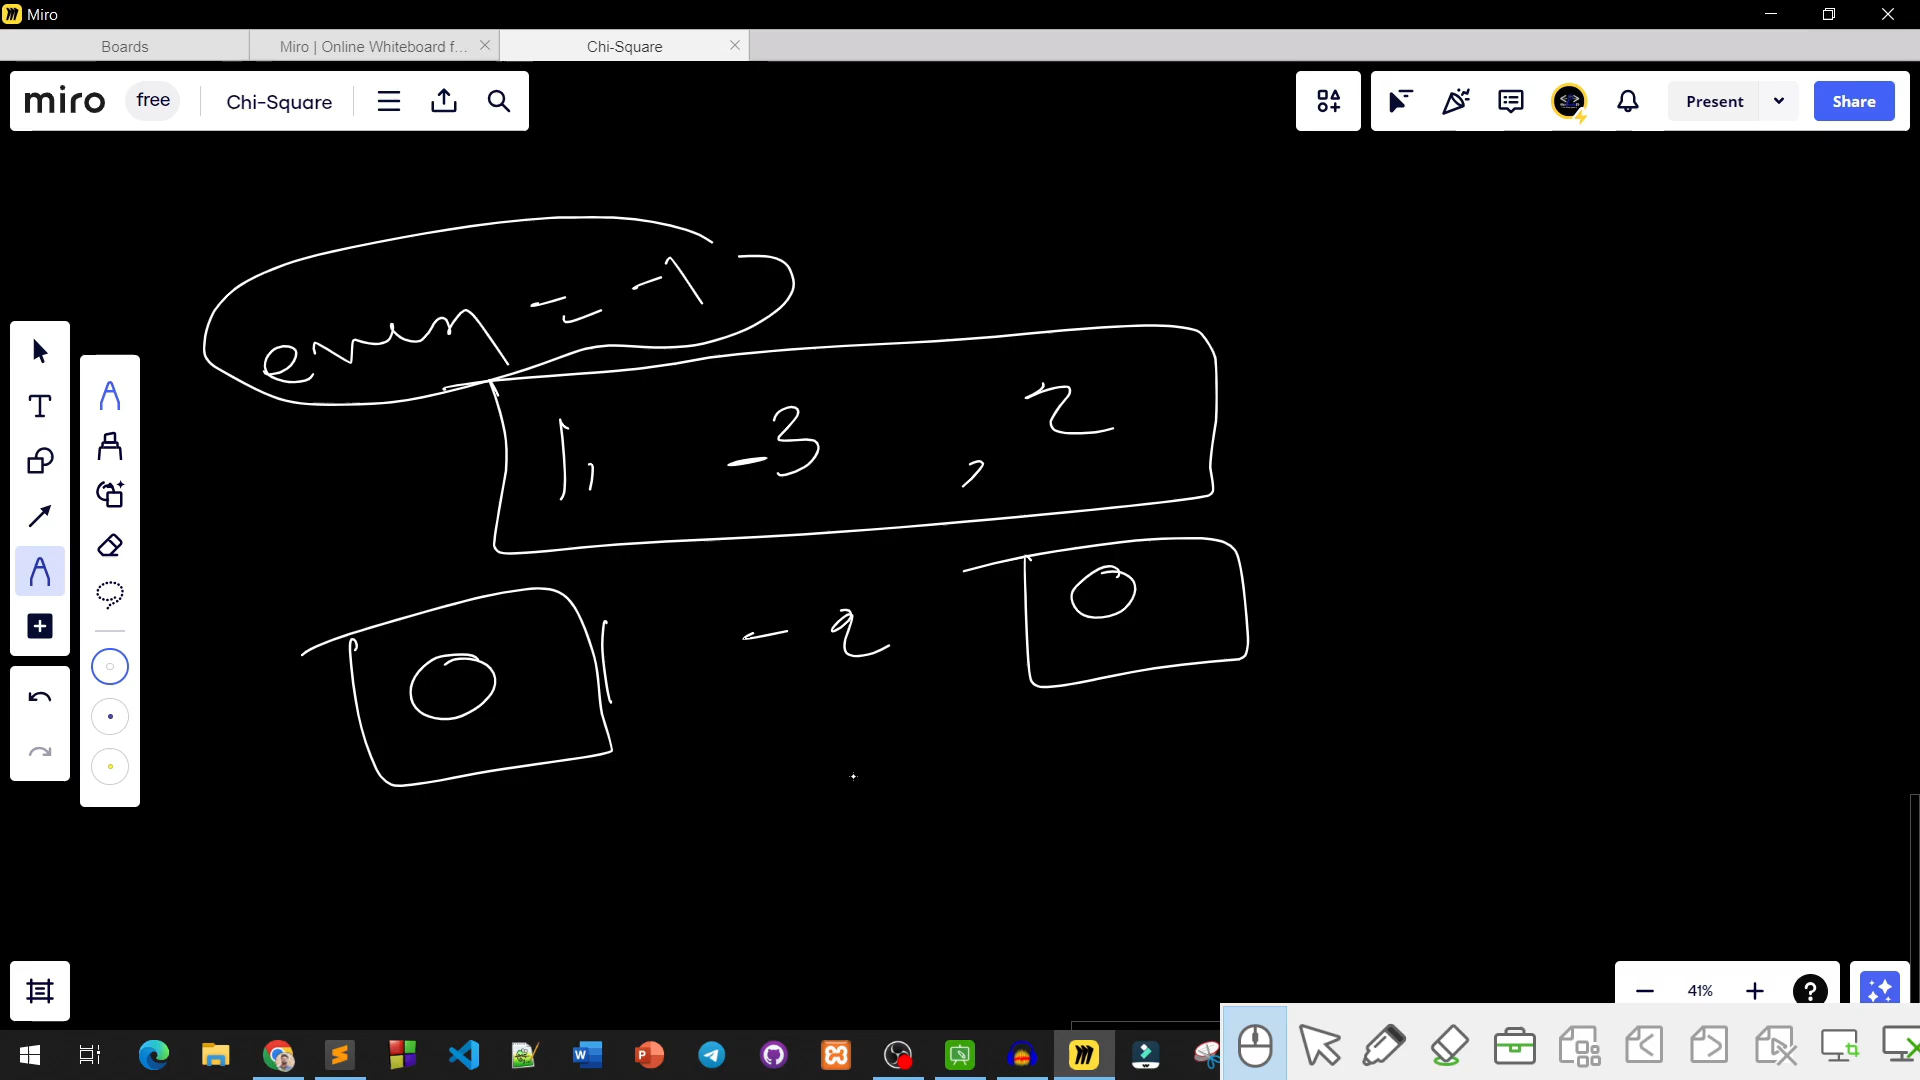 Miro
Boards
Miro | Online Whiteboard f...
Chi-Square
miro
free
Chi-Square
Present
Share
even = -1
1, -3 , 2
0
1 -2
0
41%